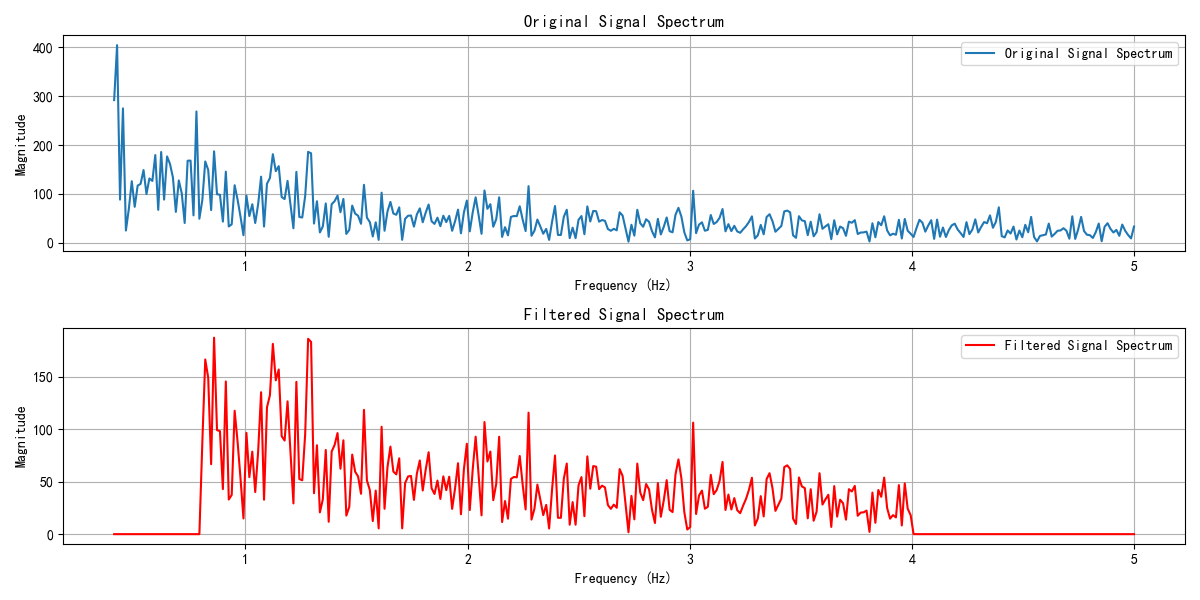 Original Signal Spectrum
400
300
200
100
0
Magnitude
Original Signal Spectrum
1
2
3
4
5
Frequency (Hz)
Filtered Signal Spectrum
150
100
50
0
Magnitude
Filtered Signal Spectrum
1
2
3
4
5
Frequency (Hz)